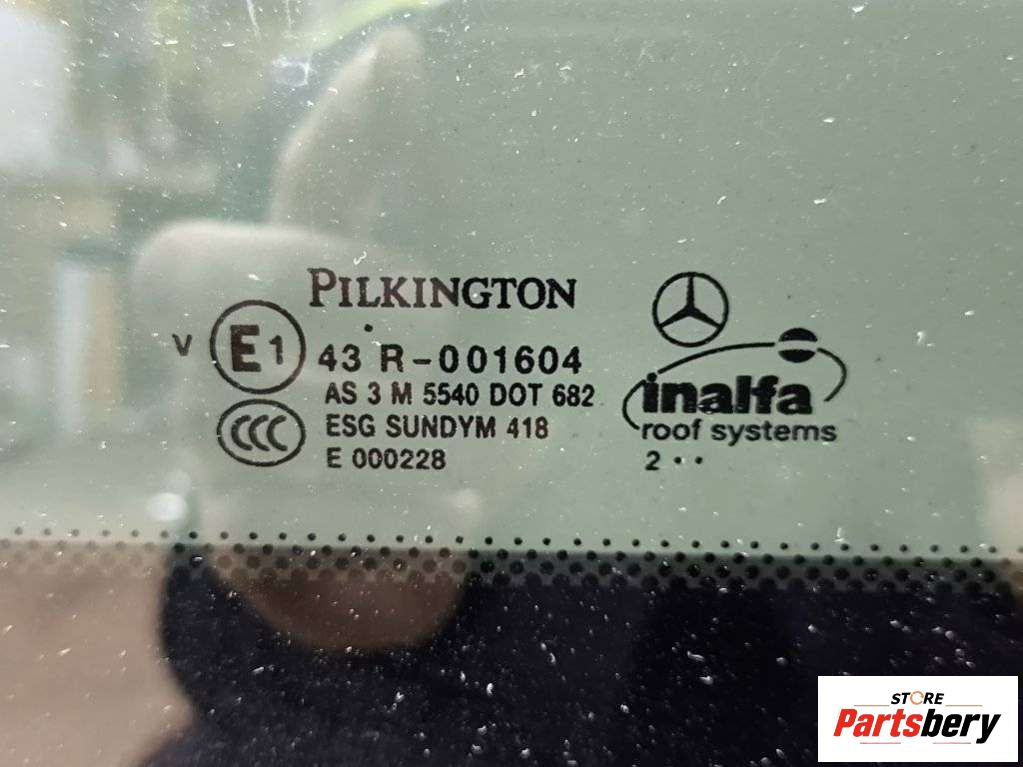 PILKINGTON
V E1 43 R-001604
AS 3 M 5540 DOT 682
CCC ESG SUNDYM 418
E 000228
inalfa
roof systems
2 • •
STORE
Partsbery